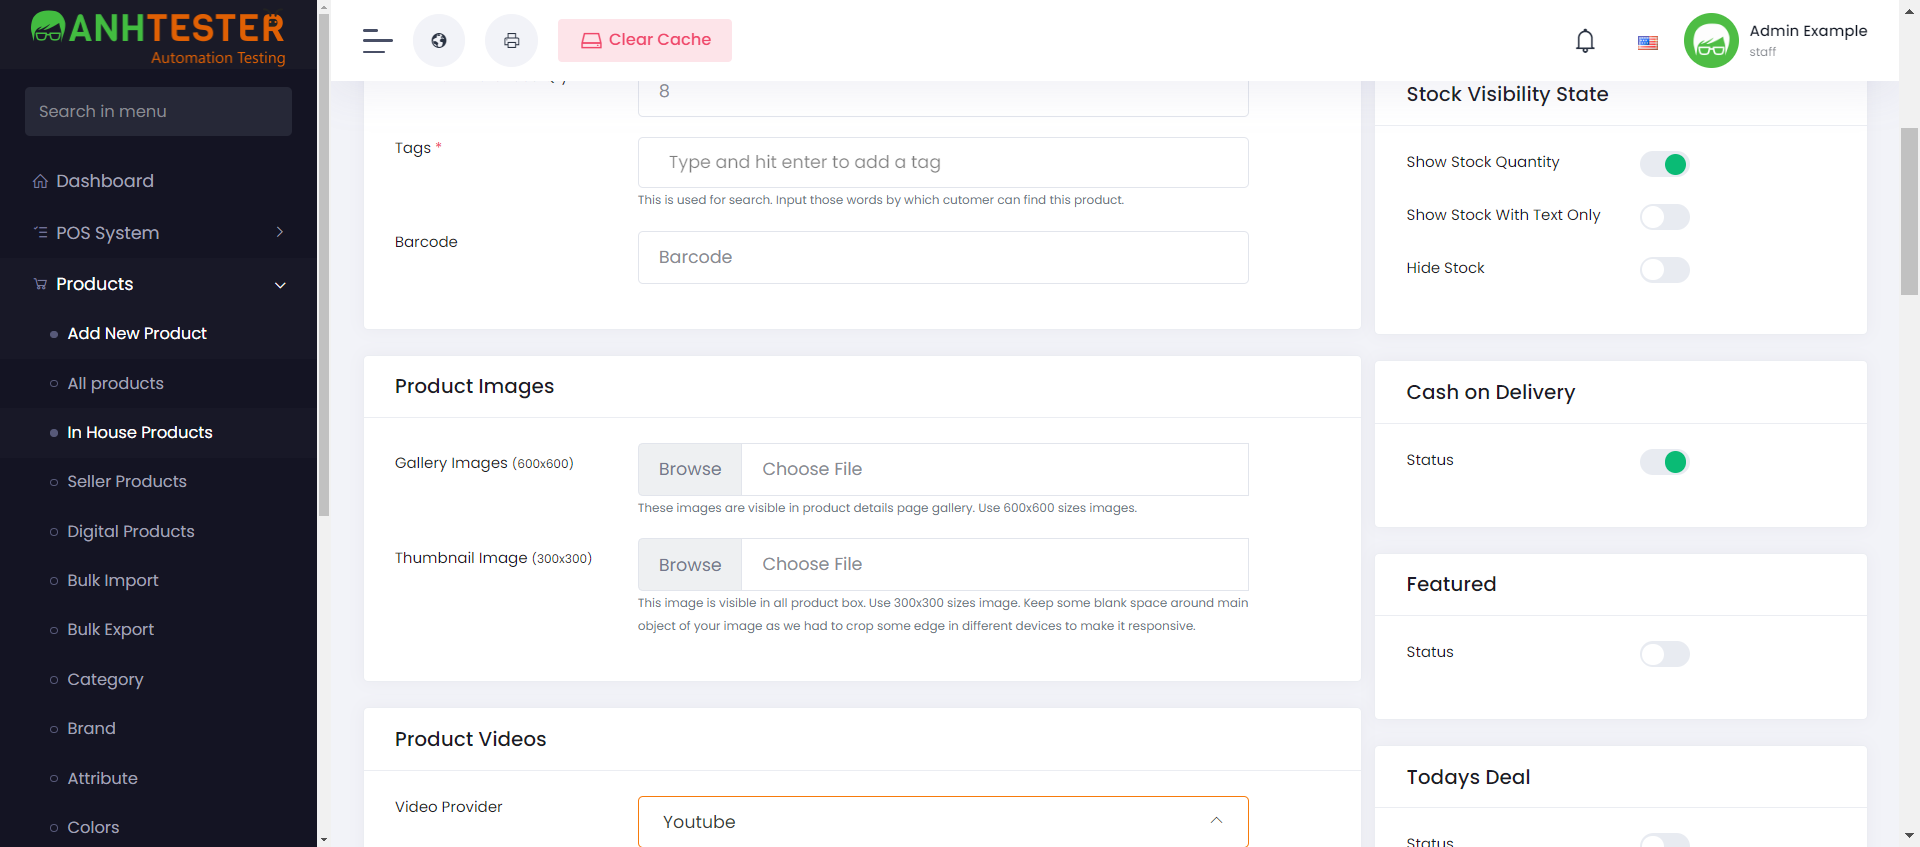 ANHTESTER
Automation Testing
Search in menu
Dashboard
POS System
Products
Add New Product
All products
In House Products
Seller Products
Digital Products
Bulk Import
Bulk Export
Category
Brand
Attribute
Colors
Clear Cache
Admin Example
staff
8
Tags *
Type and hit enter to add a tag
This is used for search. Input those words by which cutomer can find this product.
Barcode
Barcode
Product Images
Gallery Images (600x600)
Browse
Choose File
These images are visible in product details page gallery. Use 600x600 sizes images.
Thumbnail Image (300x300)
Browse
Choose File
This image is visible in all product box. Use 300x300 sizes image. Keep some blank space around main
object of your image as we had to crop some edge in different devices to make it responsive.
Product Videos
Video Provider
Youtube
Stock Visibility State
Show Stock Quantity
Show Stock With Text Only
Hide Stock
Cash on Delivery
Status
Featured
Status
Todays Deal
Status